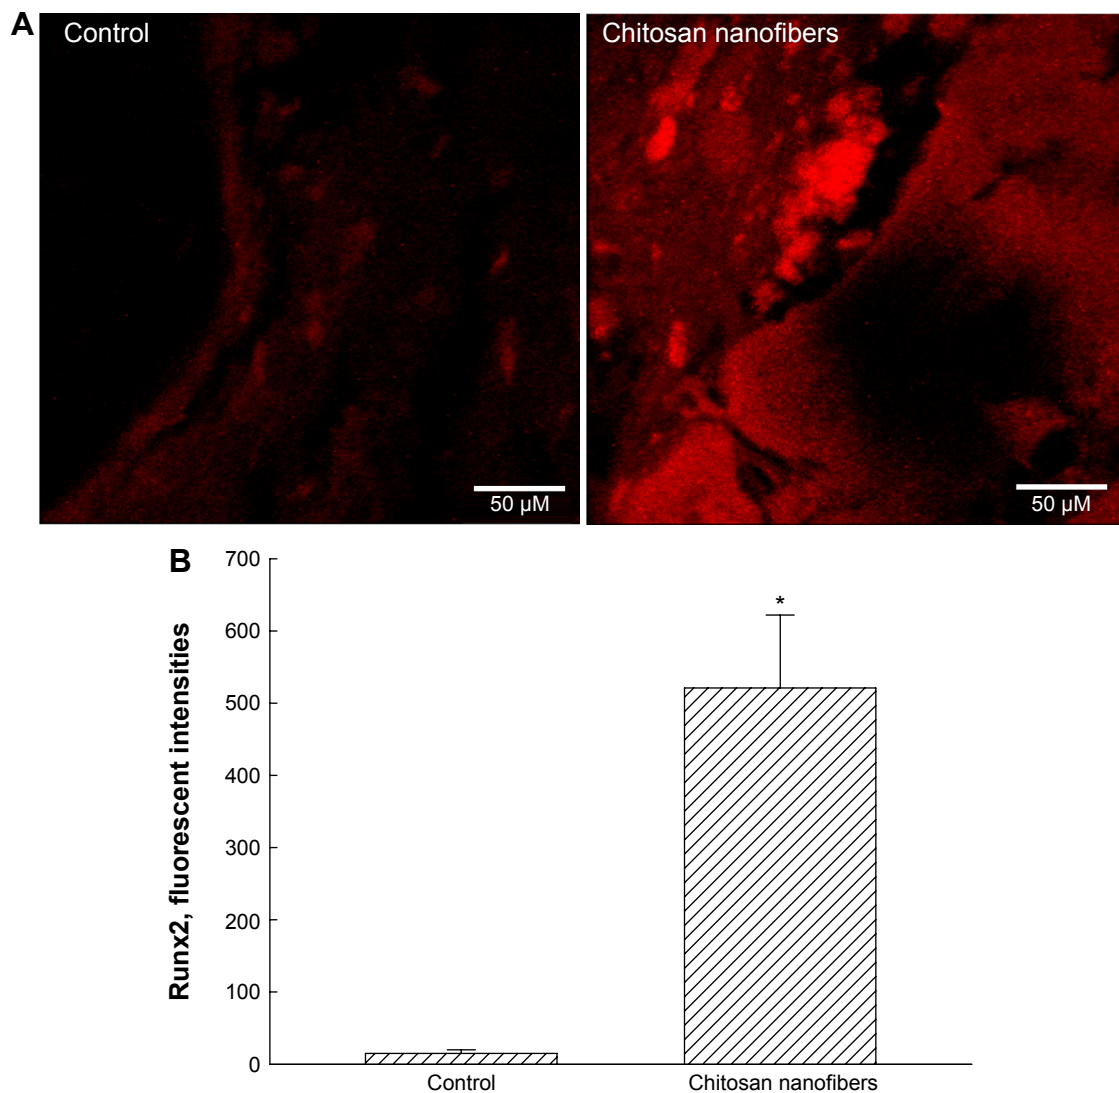 A
Control
Chitosan nanofibers
50 µM
50 µM
B
Runx2, fluorescent intensities
700
600
500
400
300
200
100
0
*
Control
Chitosan nanofibers